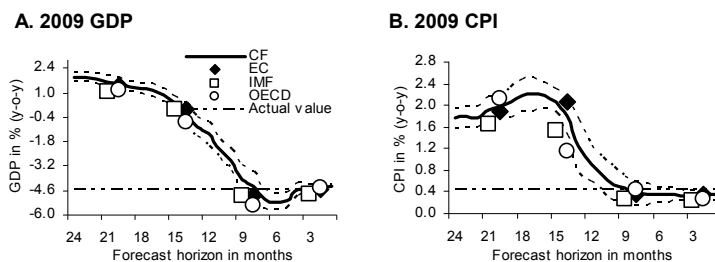 A. 2009 GDP
GDP in % (y-o-y)
2.4
1.0
-0.4
-1.8
-3.2
-4.6
-6.0
24 21 18 15 12 9 6 3
Forecast horizon in months
CF
EC
IMF
OECD
Actual value
B. 2009 CPI
CPI in % (y-o-y)
2.8
2.4
2.0
1.6
1.2
0.8
0.4
0.0
24 21 18 15 12 9 6 3
Forecast horizon in months